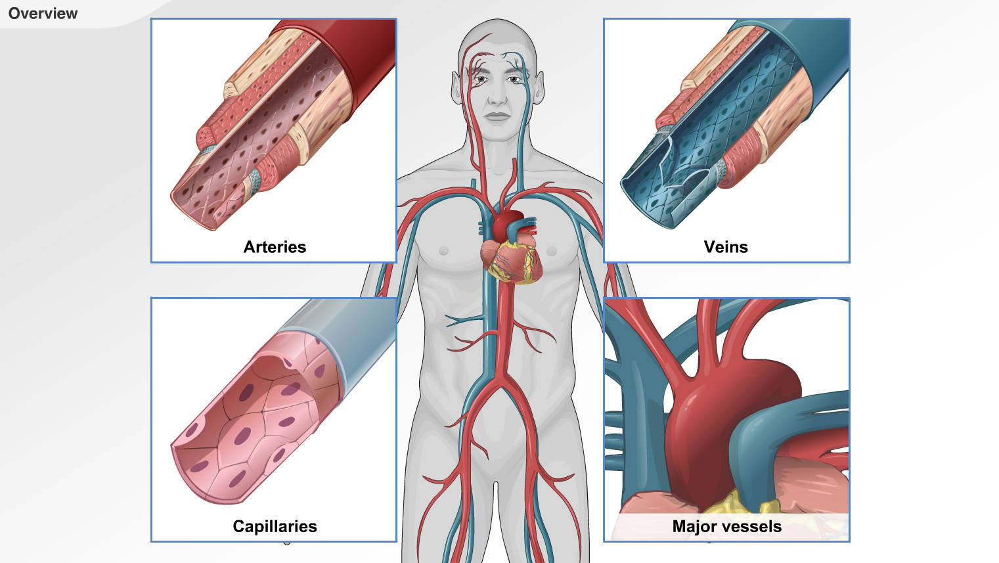 Overview
Arteries
Veins
Capillaries
Major vessels